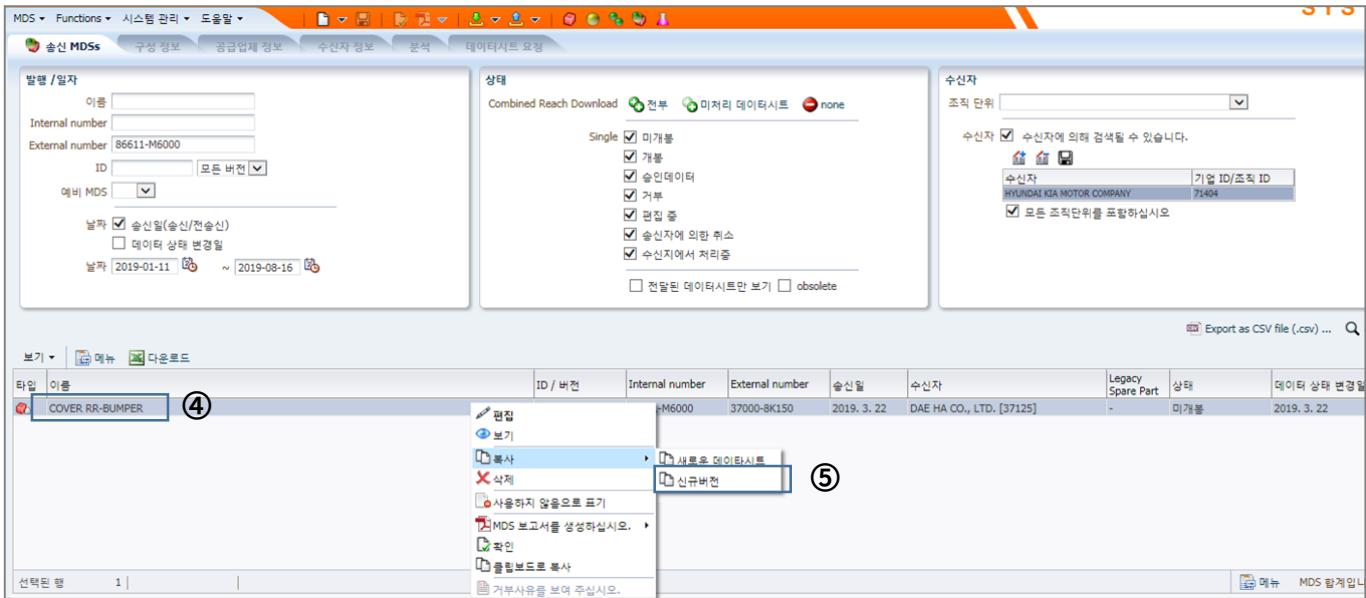 MDS Functions 시스템 관리 도움말
송신 MDSs 구성 정보 공급업체 정보 수신자 정보 분석 데이터시트 요청
발행 /일자
이름
Internal number
External number 86611-M6000
ID 모든 버전
예비 MDS
날짜 송신일(송신/전송신)
데이터 상태 변경일
날짜 2019-01-11 ~ 2019-08-16
상태
Combined Reach Download 전부 미처리 데이터시트 none
Single 미개봉
개봉
승인데이터
거부
편집 중
송신자에 의한 취소
수신지에서 처리중
전달된 데이터시트만 보기 obsolete
수신자
조직 단위
수신자 수신자에 의해 검색될 수 있습니다.
수신자 기업 ID/조직 ID
HYUNDAI KIA MOTOR COMPANY 71404
모든 조직단위를 포함하십시오
Export as CSV file (.csv) ...
보기 메뉴 다운로드
타입 이름 ID / 버전 Internal number External number 송신일 수신자 Legacy Spare Part 상태 데이터 상태 변경일
COVER RR-BUMPER ④ -M6000 37000-8K150 2019. 3. 22 DAE HA CO., LTD. [37125] - 미개봉 2019. 3. 22
편집
보기
복사
삭제
사용하지 않음으로 표기
MDS 보고서를 생성하십시오.
확인
클립보드로 복사
거부사유를 보여 주십시오.
새로운 데이타시트
신규버전 ⑤
선택된 행 1
메뉴 MDS 합계입니